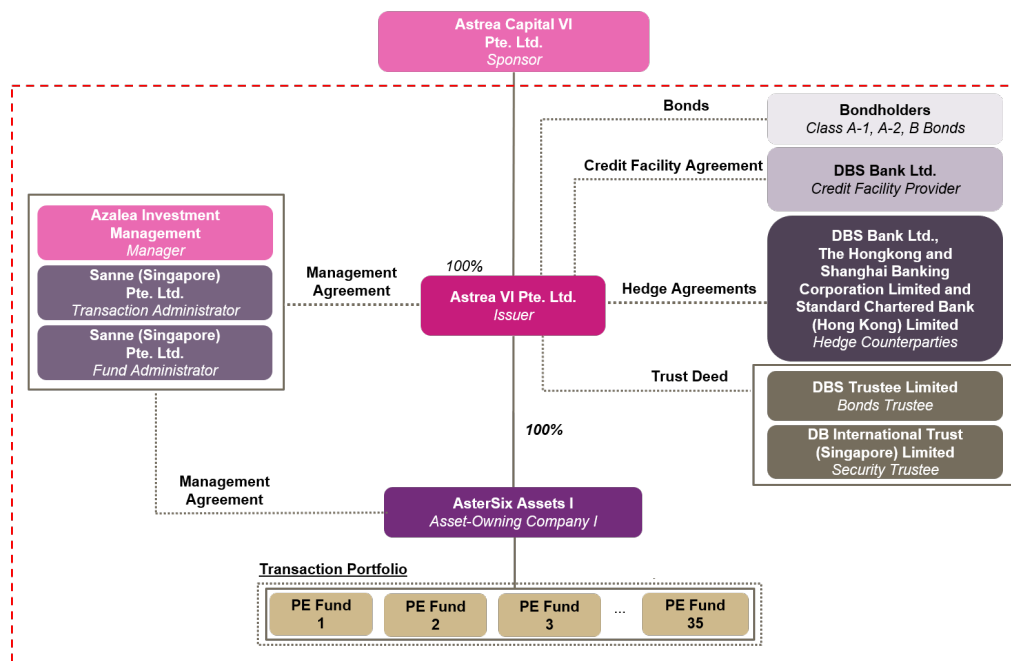 Astrea Capital VI
Pte. Ltd.
Sponsor
Bonds
Bondholders
Class A-1, A-2, B Bonds
Credit Facility Agreement
DBS Bank Ltd.
Credit Facility Provider
Azalea Investment
Management
Manager
Sanne (Singapore)
Pte. Ltd.
Transaction Administrator
Sanne (Singapore)
Pte. Ltd.
Fund Administrator
Management
Agreement
100%
Astrea VI Pte. Ltd.
Issuer
Hedge Agreements
DBS Bank Ltd.,
The Hongkong and
Shanghai Banking
Corporation Limited and
Standard Chartered Bank
(Hong Kong) Limited
Hedge Counterparties
Trust Deed
DBS Trustee Limited
Bonds Trustee
DB International Trust
(Singapore) Limited
Security Trustee
100%
Management
Agreement
AsterSix Assets I
Asset-Owning Company I
Transaction Portfolio
PE Fund
1
PE Fund
2
PE Fund
3
...
PE Fund
35